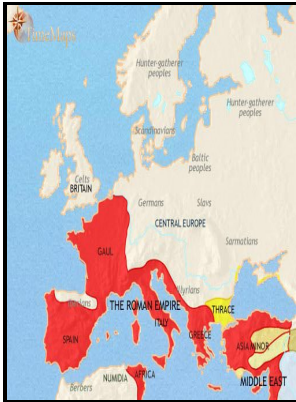 TimeMaps
Hunter-gatherer
peoples
Hunter-gatherer
peoples
Scandinavians
Baltic
peoples
Celts
BRITAIN
Germans
Slavs
CENTRAL EUROPE
Sarmatians
GAUL
Illyrians
THE ROMAN EMPIRE
THRACE
ITALY
SPAIN
GREECE
ASIA MINOR
AFRICA
NUMIDIA
MIDDLE EAST
Berbers